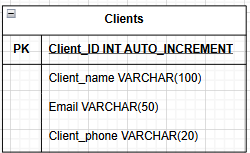 Clients
PK Client_ID INT AUTO_INCREMENT
Client_name VARCHAR(100)
Email VARCHAR(50)
Client_phone VARCHAR(20)